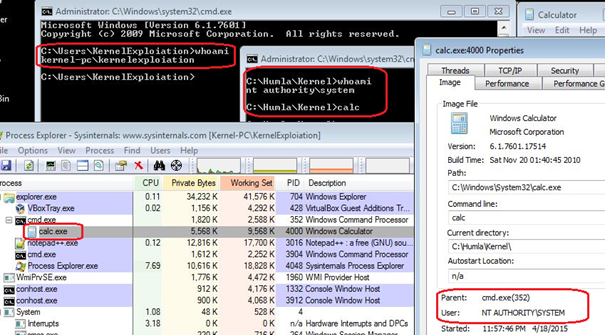 Administrator: C:\Windows\system32\cmd.exe
Microsoft Windows [Version 6.1.7601]
Copyright (c) 2009 Microsoft Corporation. All rights
C:\Users\KernelExploiation>whoami
kernel-pc\kernelexploiation
C:\Users\KernelExploiation>
Administrator: C:\Windows\system32\cm
C:\Humla\Kernel>whoami
nt authority\system
C:\Humla\Kernel>calc
Calculator
View Edit Help
calc.exe:4000 Properties
Threads TCP/IP Security
Image Performance Performance
Image File
Windows Calculator
Microsoft Corporation
Version: 6.1.7601.17514
Build Time: Sat Nov 20 01:40:45 2010
Path:
C:\Windows\System32\calc.exe
Command line:
calc
Current directory:
C:\Humla\Kernel\
Autostart Location:
n/a
Parent: cmd.exe(352)
User: NT AUTHORITY\SYSTEM
Started: 11:57:46 PM 4/18/2015
Process Explorer - Sysinternals: www.sysinternals.com [Kernel-PC\KernelExploiation]
Options View Process Find Users Help
Process CPU Private Bytes Working Set PID Description
explorer.exe 0.11 34,232 K 41,576 K 704 Windows Explorer
VBoxTray.exe 0.02 1,156 K 4,292 K 428 VirtualBox Guest Additions Tr...
cmd.exe 1,820 K 2,588 K 352 Windows Command Processor
calc.exe 5,568 K 9,568 K 4000 Windows Calculator
notepad++.exe 0.12 12,816 K 17,700 K 3016 Notepad++ : a free (GNU) sou...
cmd.exe 1,612 K 2,252 K 3904 Windows Command Processor
Process Explorer.exe 7.69 10,616 K 18,828 K 4048 Sysinternals Process Explorer
WmiPrvSE.exe 1,776 K 4,472 K 1960 WMI Provider Host
conhost.exe 912 K 4,176 K 3120 Console Window Host
conhost.exe 900 K 4,068 K 3912 Console Window Host
System 1.08 48 K 528 K 4
Interrupts 3.18 0 K 0 K n/a Hardware Interrupts and DPCs